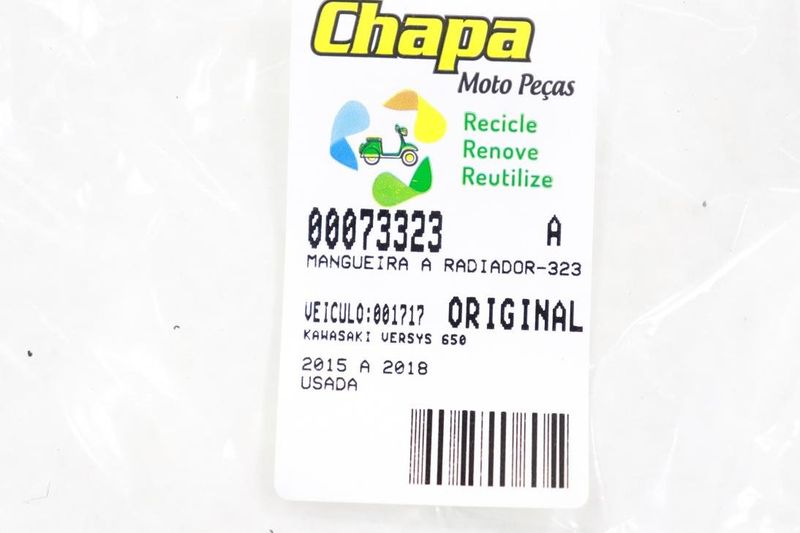 Chapa
Moto Peças
Recicle
Renove
Reutilize
00073323 A
MANGUEIRA A RADIADOR-323
VEICULO:001717 ORIGINAL
KAWASAKI VERSYS 650
2015 A 2018
USADA